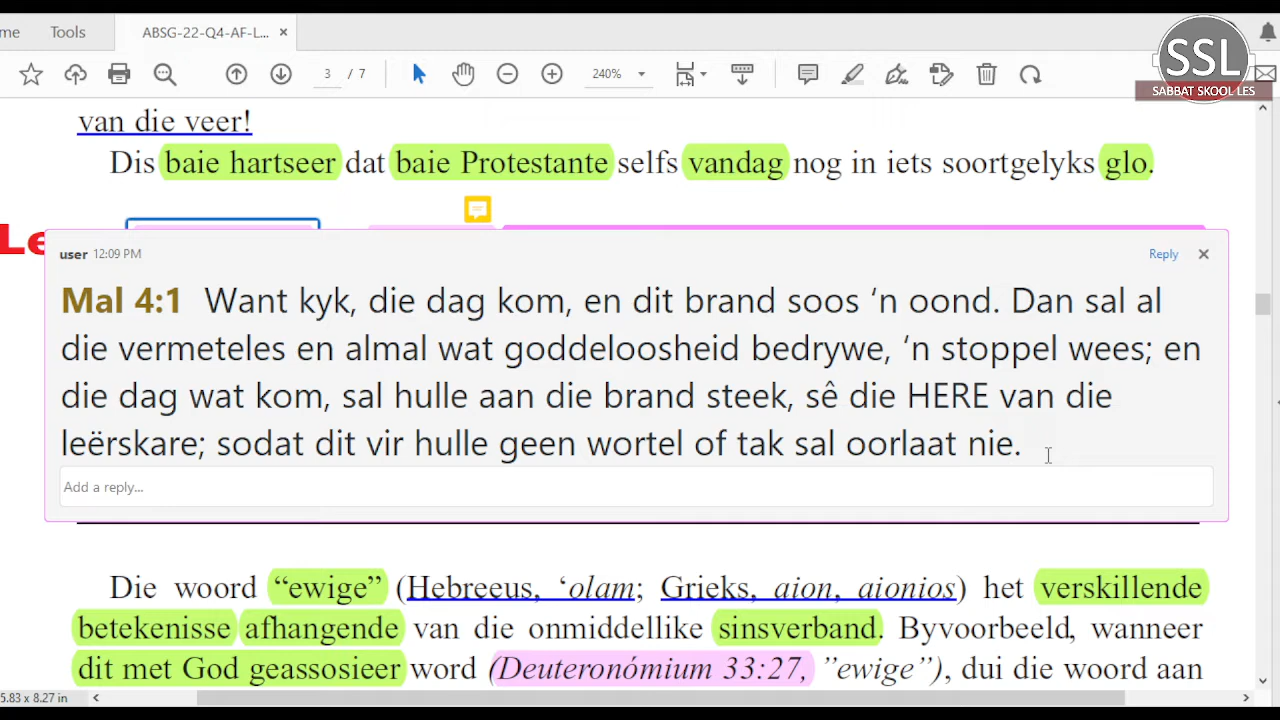 me Tools ABSG-22-Q4-AF-L... ×
3 / 7 240%
SSL
SABBAT SKOOL LES
van die veer!
Dis baie hartseer dat baie Protestante selfs vandag nog in iets soortgelyks glo.
Le
user 12:09 PM Reply ×
Mal 4:1 Want kyk, die dag kom, en dit brand soos ‘n oond. Dan sal al
die vermeteles en almal wat goddeloosheid bedrywe, ‘n stoppel wees; en
die dag wat kom, sal hulle aan die brand steek, sê die HERE van die
leërskare; sodat dit vir hulle geen wortel of tak sal oorlaat nie.
Add a reply...
Die woord “ewige” (Hebreeus, ‘olam; Grieks, aion, aionios) het verskillende
betekenisse afhangende van die onmiddellike sinsverband. Byvoorbeeld, wanneer
dit met God geassosieer word (Deuteronómium 33:27, ”ewige”), dui die woord aan
5.83 x 8.27 in